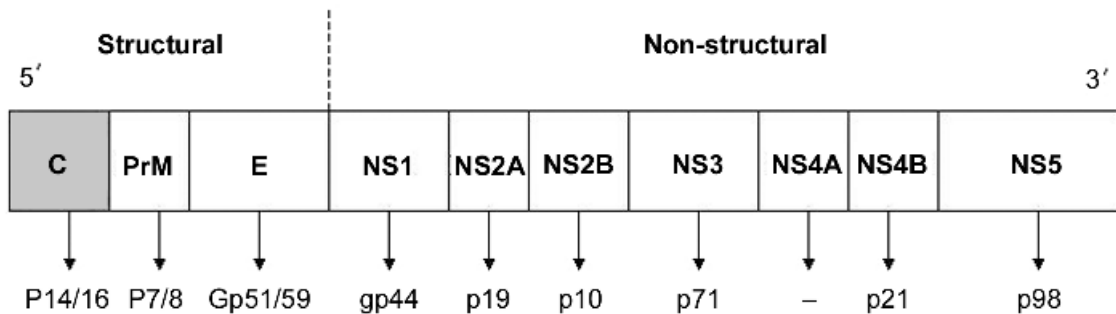 Structural Non-structural
5′ 3′
C PrM E NS1 NS2A NS2B NS3 NS4A NS4B NS5
P14/16 P7/8 Gp51/59 gp44 p19 p10 p71 – p21 p98